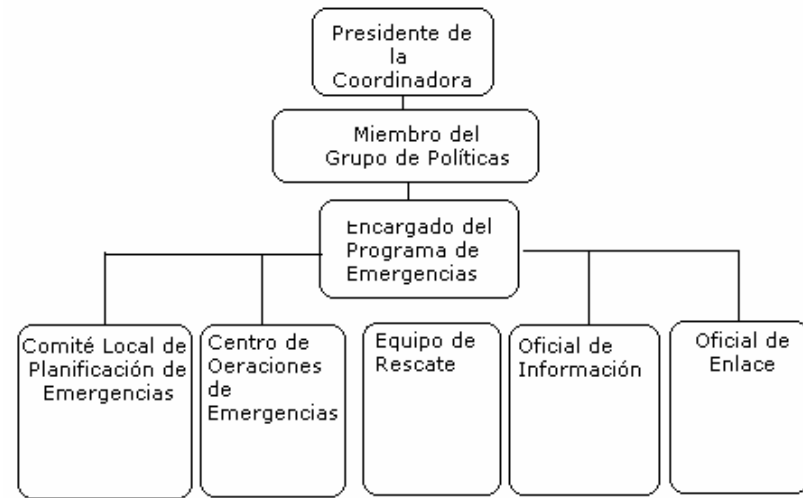 Presidente de
la
Coordinadora
Miembro del
Grupo de Políticas
Encargado del
Programa de
Emergencias
Comité Local de
Planificación de
Emergencias
Centro de
Oeraciones
de
Emergencias
Equipo de
Rescate
Oficial de
Información
Oficial de
Enlace